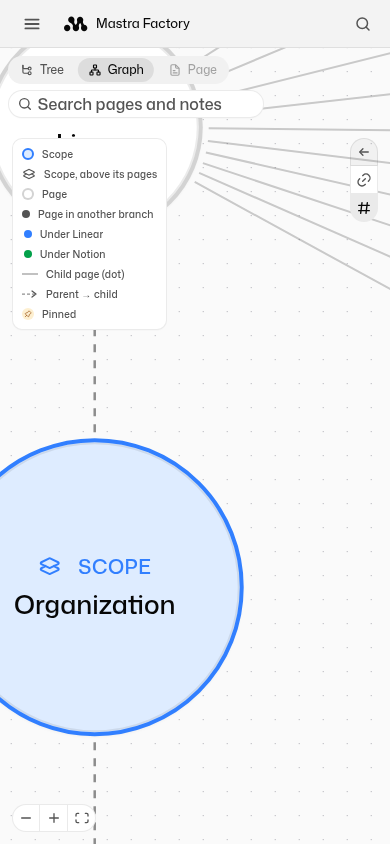 Mastra Factory
Tree
Graph
Page
Search pages and notes
Scope
Scope, above its pages
Page
Page in another branch
Under Linear
Under Notion
Child page (dot)
Parent → child
Pinned
#
SCOPE
Organization